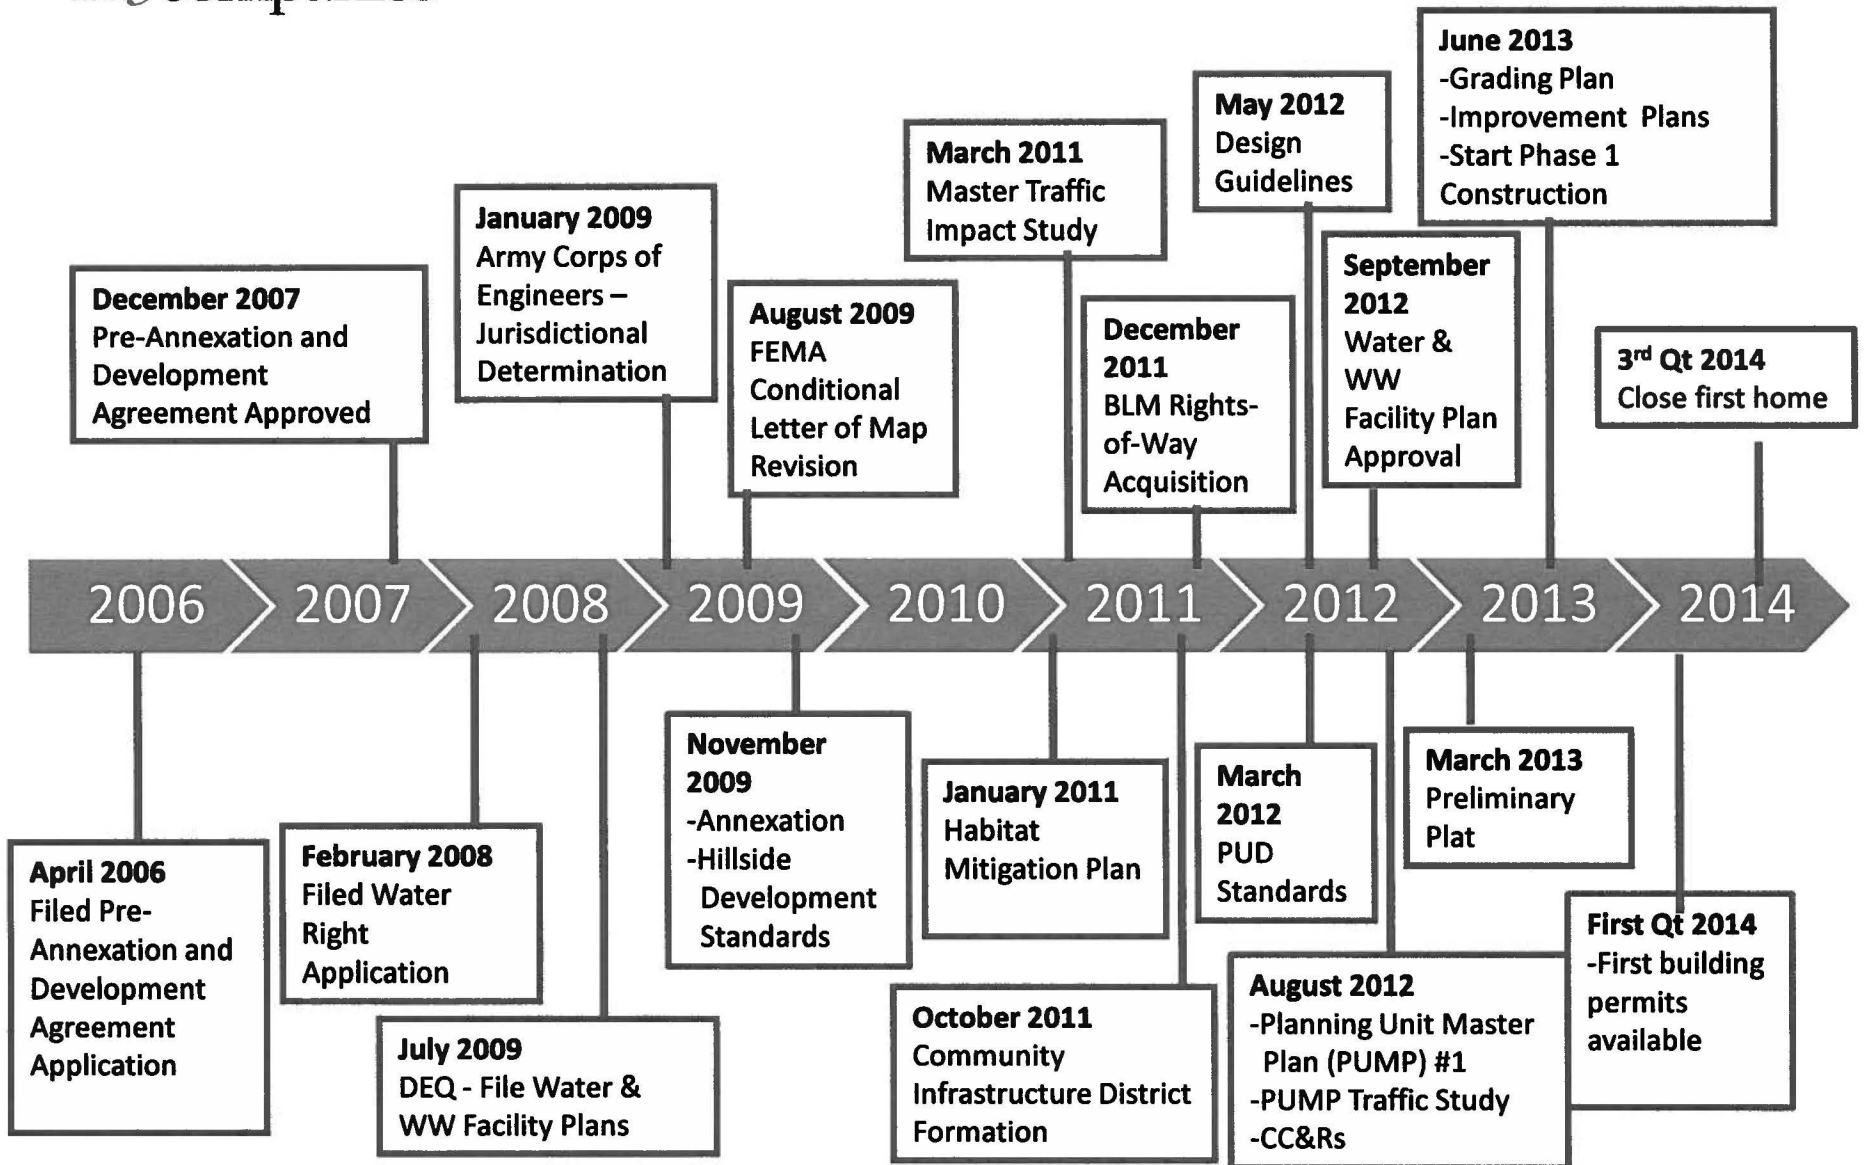 June 2013
-Grading Plan
-Improvement Plans
-Start Phase 1
Construction
May 2012
Design
Guidelines
March 2011
Master Traffic
Impact Study
January 2009
Army Corps of
Engineers –
Jurisdictional
Determination
September
2012
Water &
WW
Facility Plan
Approval
December 2007
Pre-Annexation and
Development
Agreement Approved
August 2009
FEMA
Conditional
Letter of Map
Revision
December
2011
BLM Rights-
of-Way
Acquisition
3rd Qt 2014
Close first home
2006 2007 2008 2009 2010 2011 2012 2013 2014
April 2006
Filed Pre-
Annexation and
Development
Agreement
Application
February 2008
Filed Water
Right
Application
July 2009
DEQ - File Water &
WW Facility Plans
November
2009
-Annexation
-Hillside
Development
Standards
January 2011
Habitat
Mitigation Plan
October 2011
Community
Infrastructure District
Formation
March
2012
PUD
Standards
August 2012
-Planning Unit Master
Plan (PUMP) #1
-PUMP Traffic Study
-CC&Rs
March 2013
Preliminary
Plat
First Qt 2014
-First building
permits
available